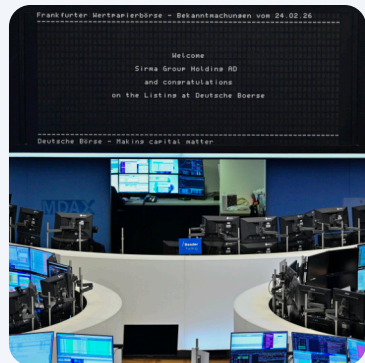 Frankfurter Wertpapierbörse - Bekanntmachungen vom 24.02.26
Welcome
Sirma Group Holding AD
and congratulations
on the Listing at Deutsche Boerse
Deutsche Börse - Making capital matter
MDAX